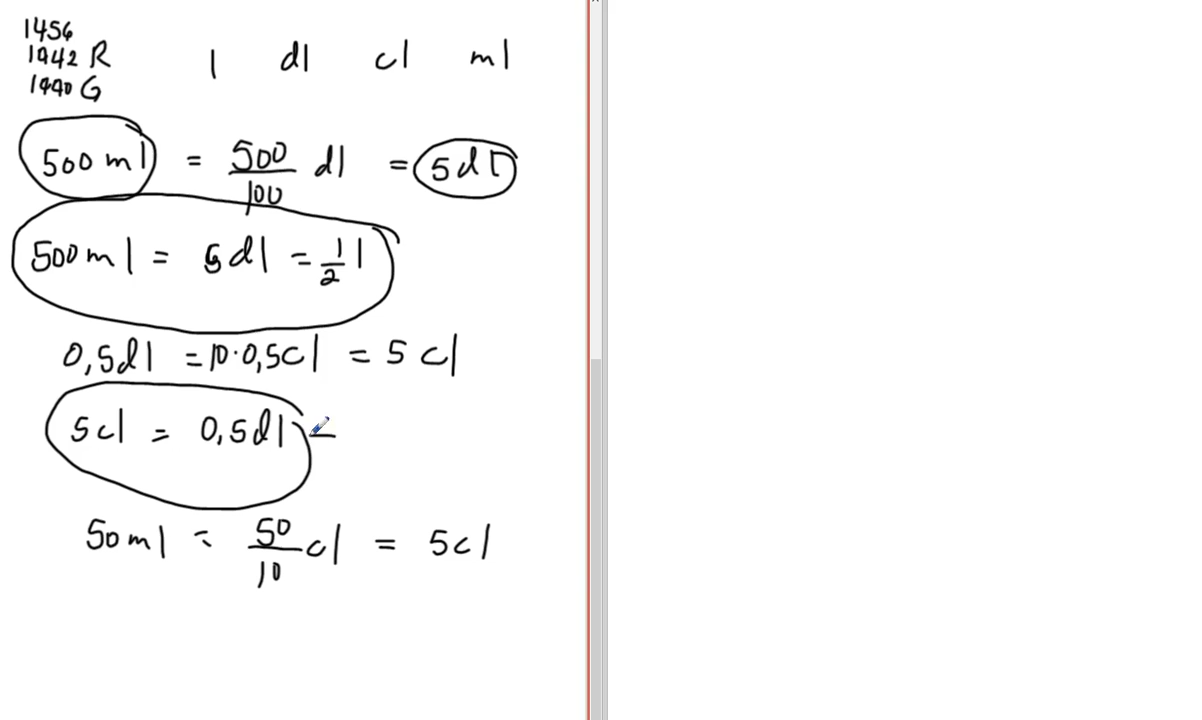 1456
1942 R
1440 G
l dl cl ml
500 ml = 500/100 dl = 5 dl
500 ml = 5 dl = 1/2 l
0,5 dl = 10·0,5 cl = 5 cl
5 cl = 0,5 dl =
50 ml = 50/10 cl = 5 cl